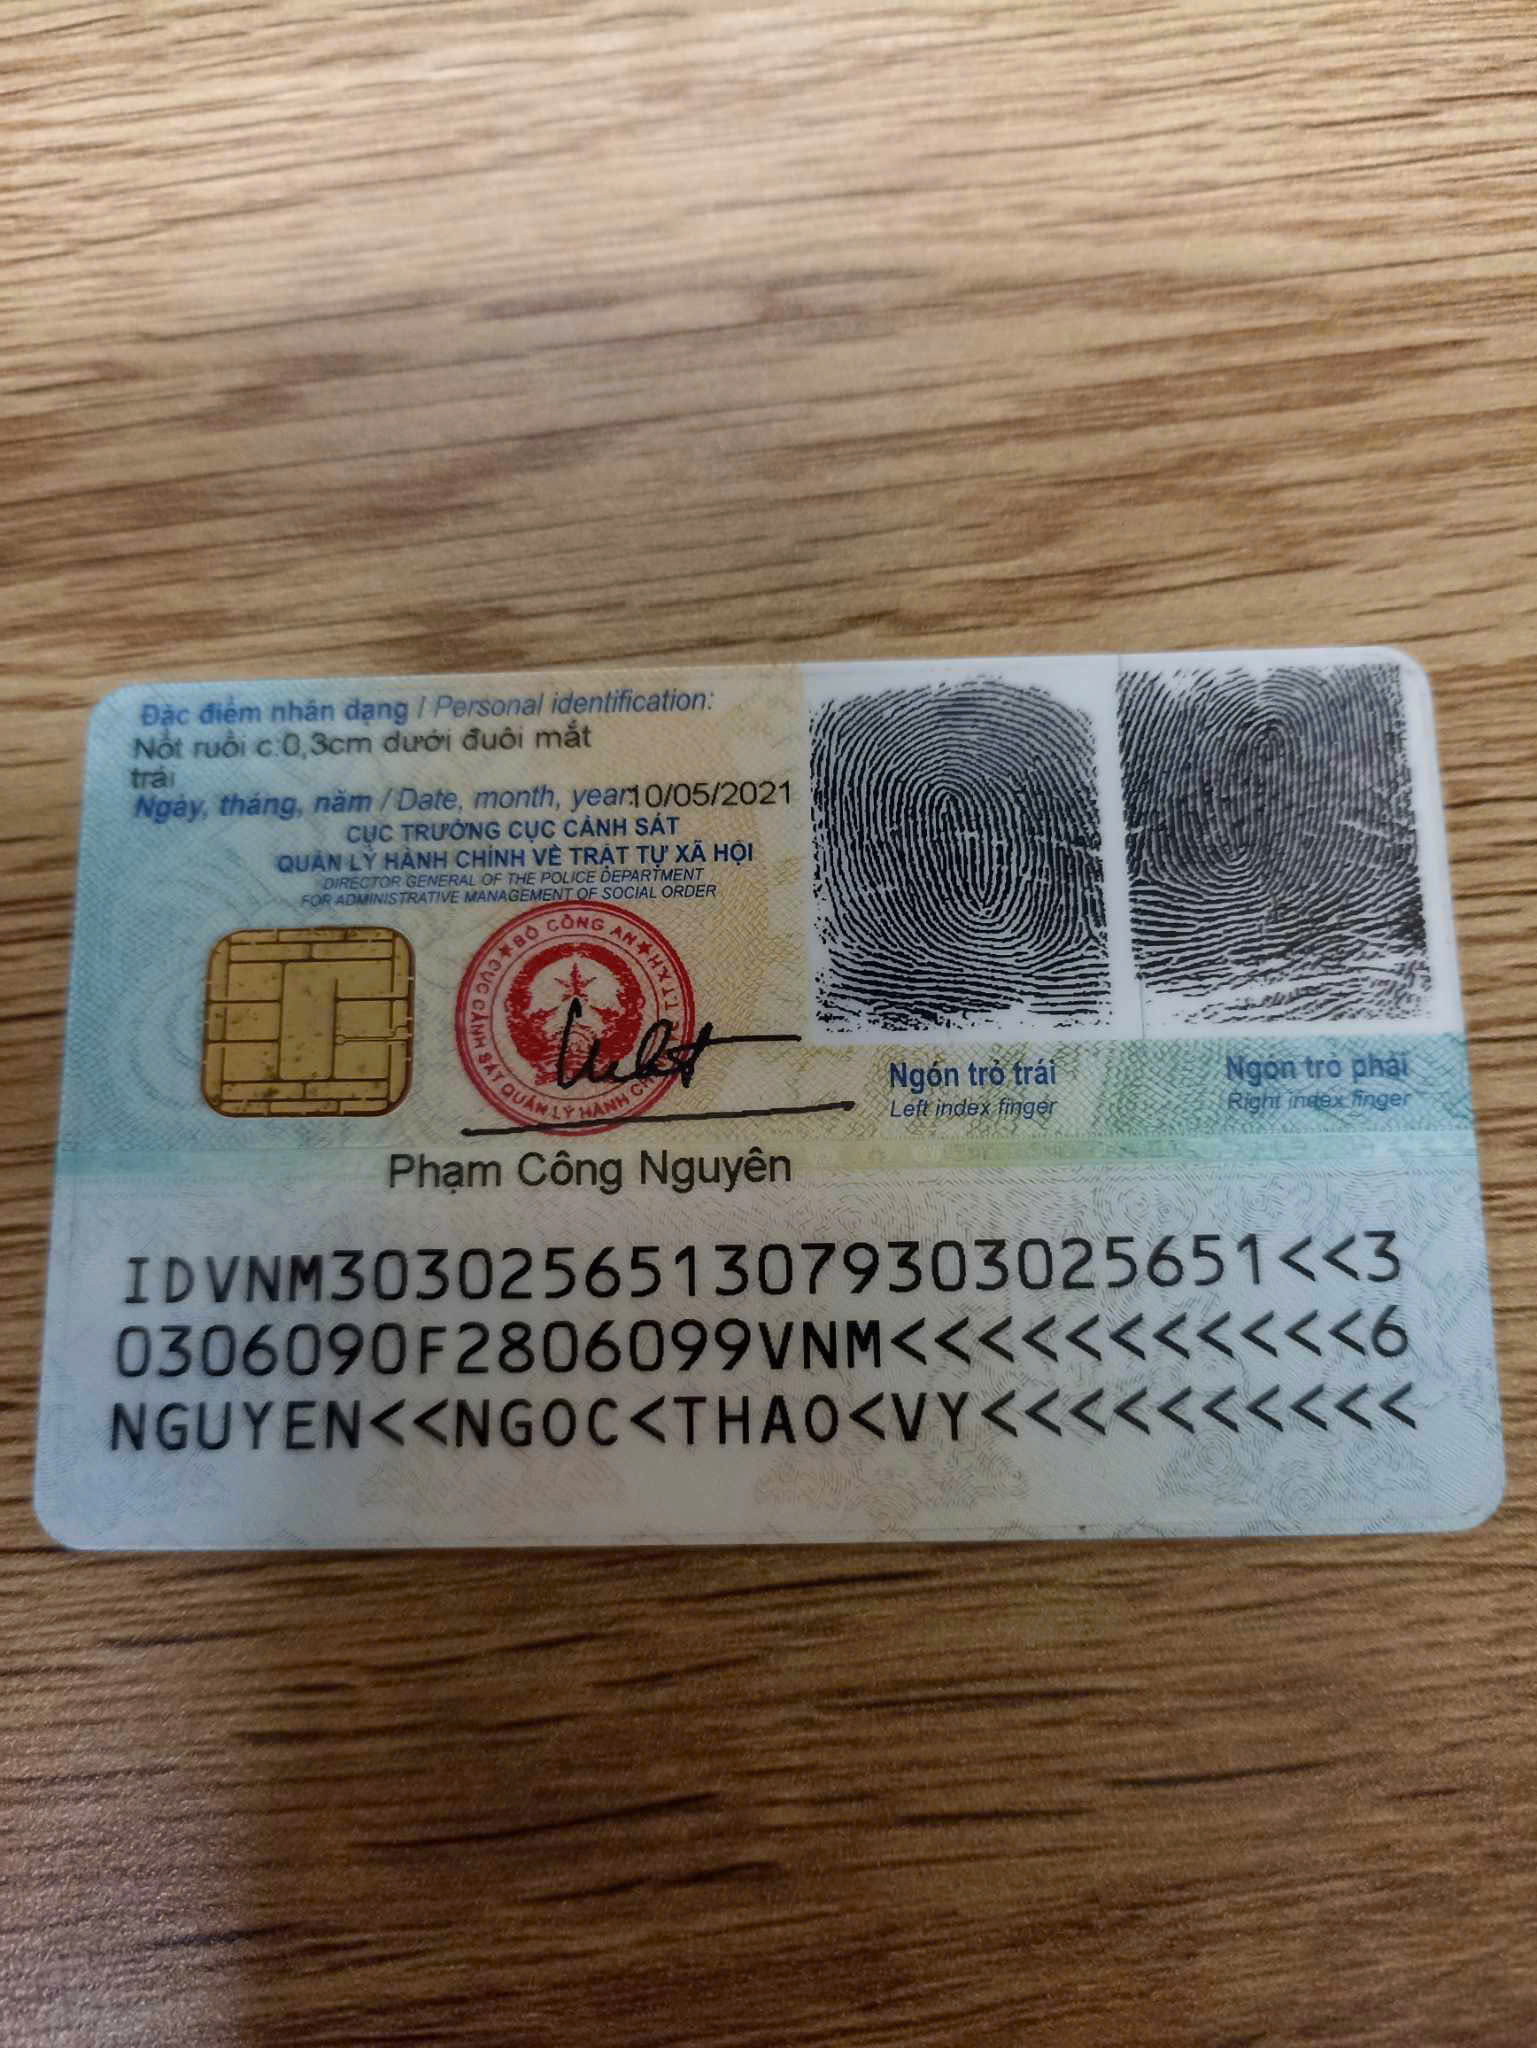 Đặc điểm nhân dạng / Personal identification:
Nốt ruồi c:0,3cm dưới đuôi mắt
trái
Ngày, tháng, năm / Date, month, year:10/05/2021
CỤC TRƯỞNG CỤC CẢNH SÁT
QUẢN LÝ HÀNH CHÍNH VỀ TRẬT TỰ XÃ HỘI
DIRECTOR GENERAL OF THE POLICE DEPARTMENT
FOR ADMINISTRATIVE MANAGEMENT OF SOCIAL ORDER
BỘ CÔNG AN
CỤC CẢNH SÁT QUẢN LÝ HÀNH CH TTXH
Ngón trỏ trái
Left index finger
Ngón trỏ phải
Right index finger
Phạm Công Nguyên
IDVNM3030256513079303025651<<3
0306090F2806099VNM<<<<<<<<<<<6
NGUYEN<<NGOC<THAO<VY<<<<<<<<<<